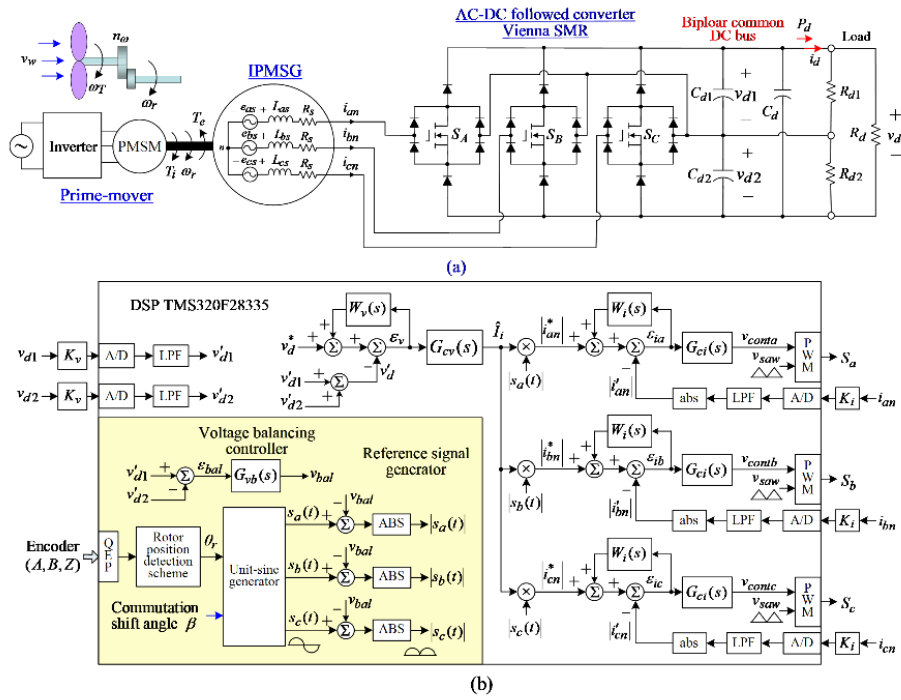 AC-DC followed converter
Vienna SMR
Biploar common
DC bus
P_d
i_d
Load
v_w
n_ω
ω_T
ω_r
IPMSG
e_as + L_as R_s i_an
e_bs + L_bs R_s i_bn
e_cs + L_cs R_s i_cn
n
T_e
Inverter
PMSM
T_i ω_r
Prime-mover
S_A
S_B
S_C
C_d1 v_d1
C_d2 v_d2
C_d
R_d1
R_d2
R_d
v_d
(a)
DSP TMS320F28335
v_d1 K_v A/D LPF v'_d1
v_d2 K_v A/D LPF v'_d2
W_v(s)
v*_d Σ Σ ε_v G_cv(s) Î_i
v'_d1
v'_d2 Σ v'_d
W_i(s)
|i*_an| Σ Σ ε_ia G_ci(s) v_conta PWM S_a
v_saw
|s_a(t)| |i'_an| abs LPF A/D K_i i_an
W_i(s)
|i*_bn| Σ Σ ε_ib G_ci(s) v_contb PWM S_b
v_saw
|s_b(t)| |i'_bn| abs LPF A/D K_i i_bn
W_i(s)
|i*_cn| Σ Σ ε_ic G_ci(s) v_contc PWM S_c
v_saw
|s_c(t)| |i'_cn| abs LPF A/D K_i i_cn
Voltage balancing
controller
v'_d1 Σ ε_bal G_vb(s) v_bal
v'_d2
Reference signal
generator
Encoder
(A, B, Z)
QEP
Rotor
position
detection
scheme
θ_r
Unit-sine
generator
Commutation
shift angle β
v_bal
s_a(t) Σ ABS |s_a(t)|
v_bal
s_b(t) Σ ABS |s_b(t)|
v_bal
s_c(t) Σ ABS |s_c(t)|
(b)